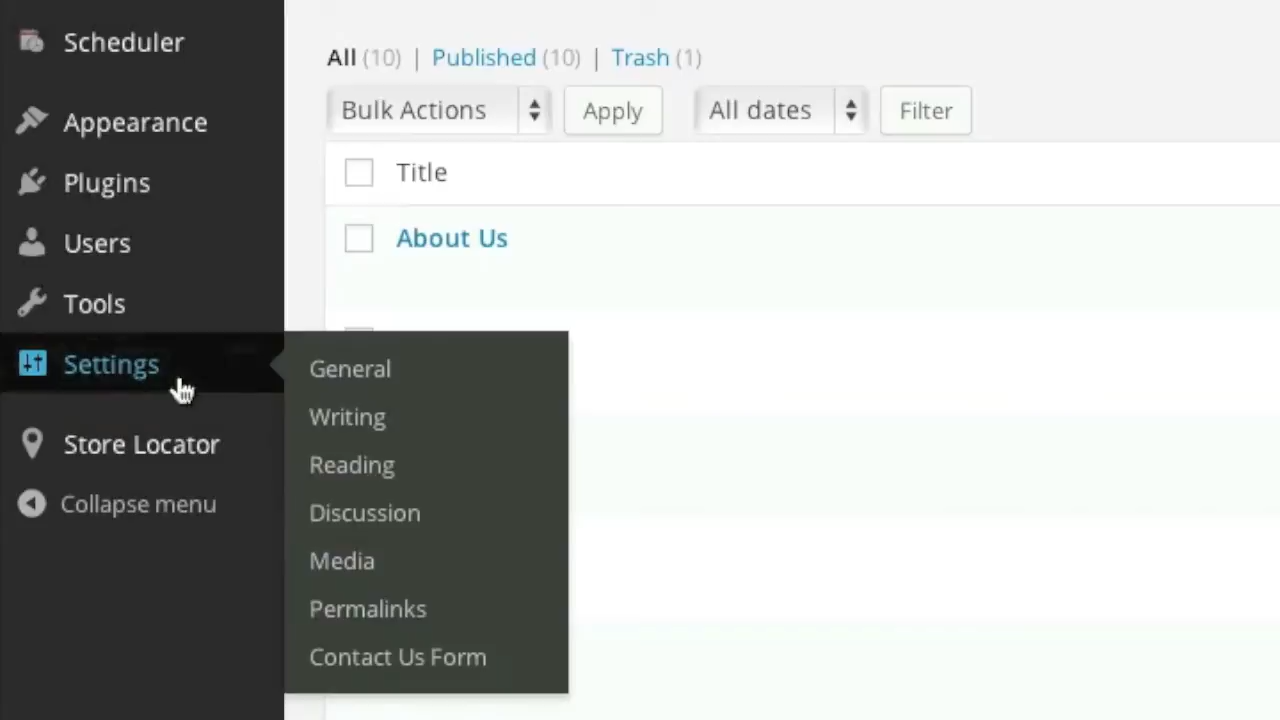 Scheduler
Appearance
Plugins
Users
Tools
Settings
Store Locator
Collapse menu
General
Writing
Reading
Discussion
Media
Permalinks
Contact Us Form
All (10) | Published (10) | Trash (1)
Bulk Actions Apply All dates Filter
Title
About Us